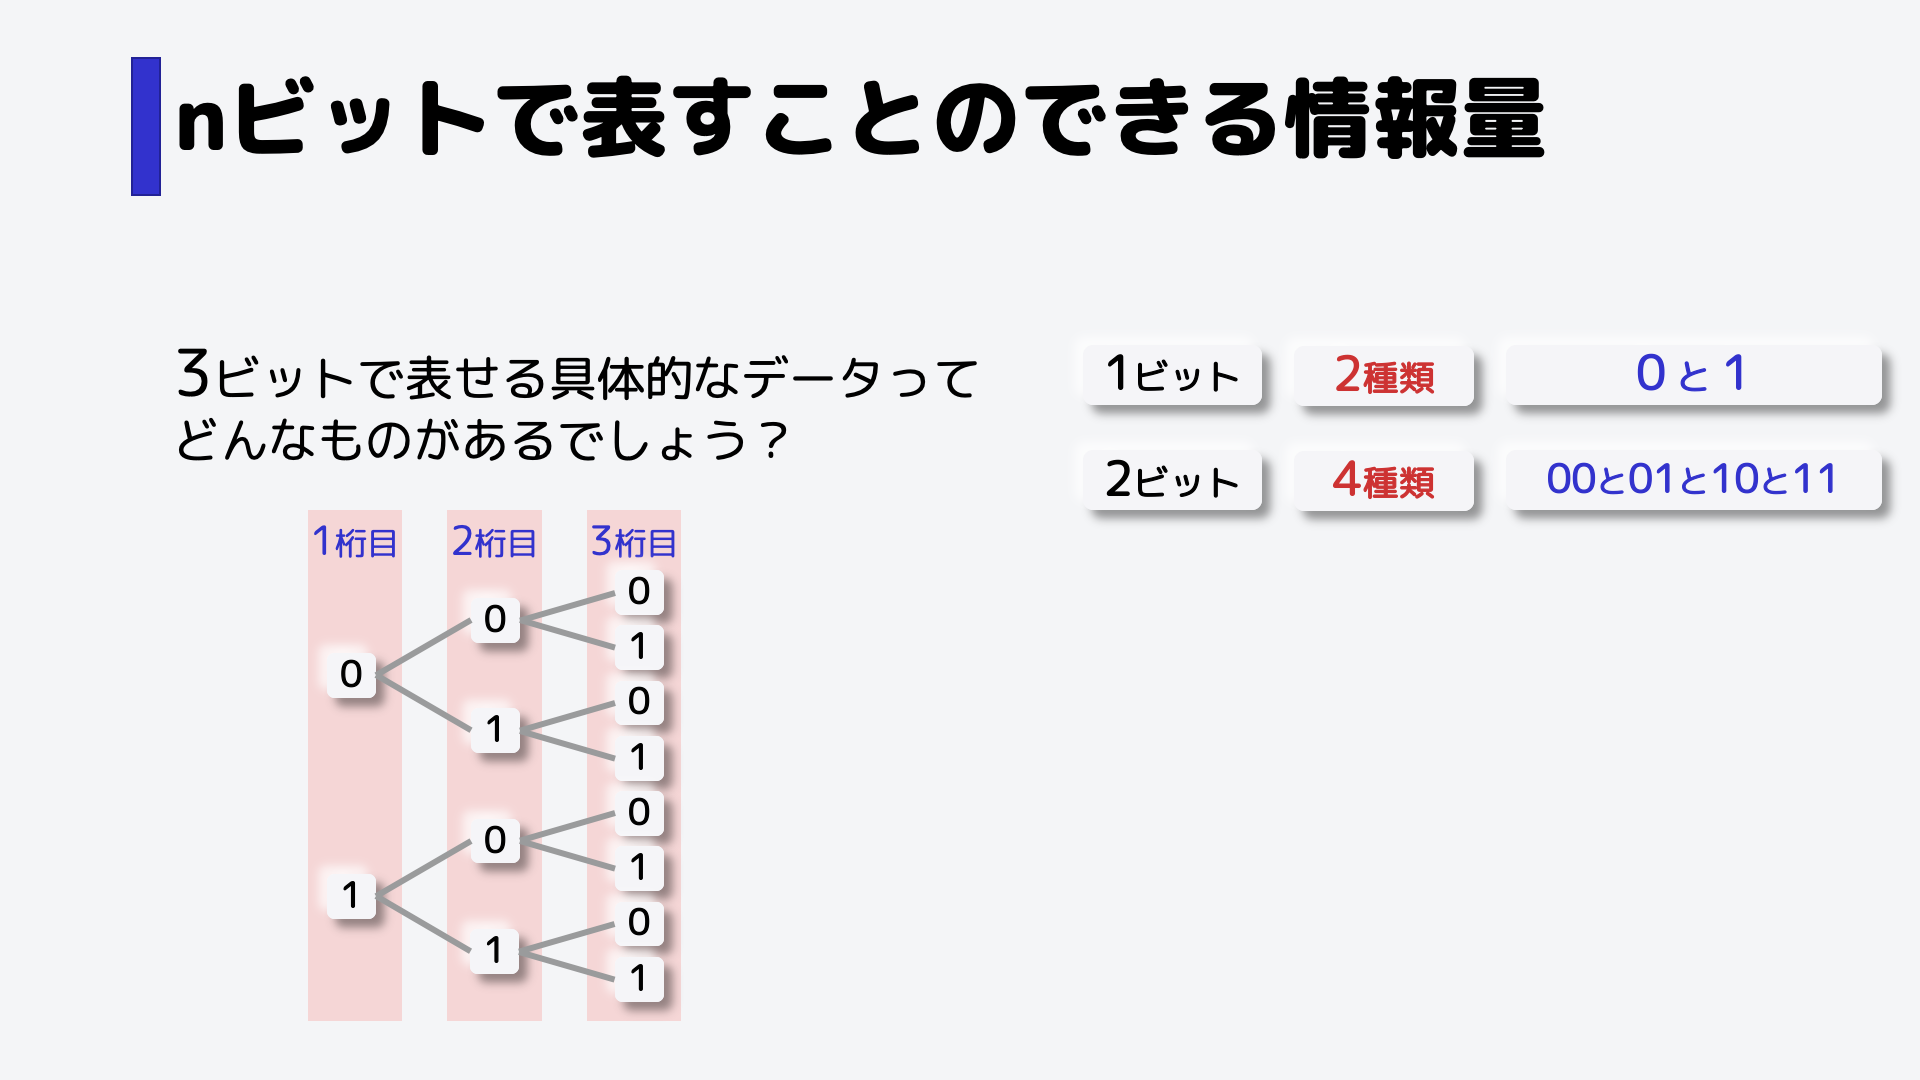 nビットで表すことのできる情報量
3ビットで表せる具体的なデータって
どんなものがあるでしょう？
1ビット 2種類 0 と 1
2ビット 4種類 00と01と10と11
1桁目 2桁目 3桁目
0
0
1
0
0
1
1
0
0
1
1
0
1
1